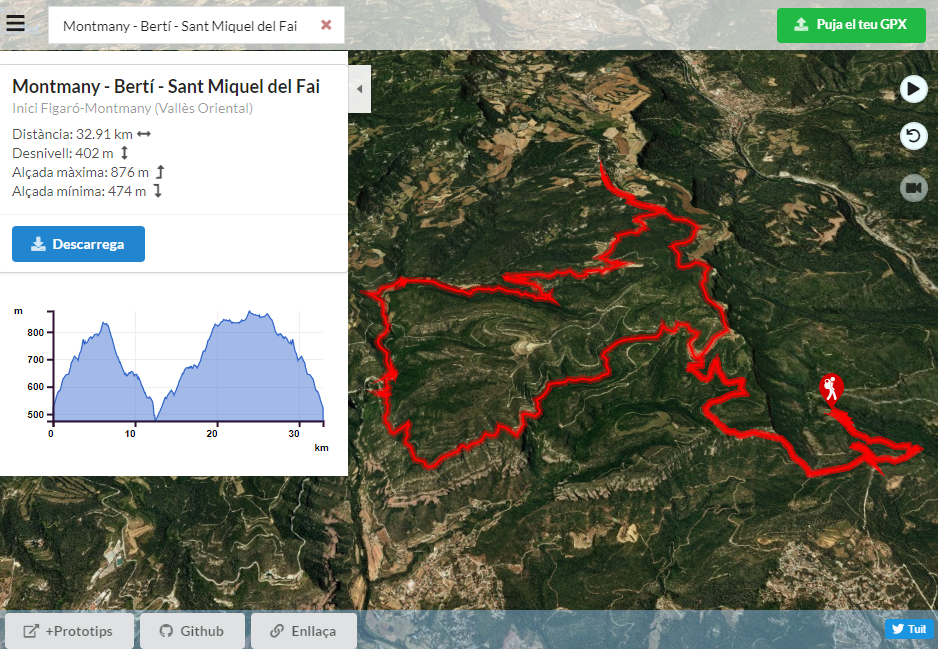 Montmany - Bertí - Sant Miquel del Fai
Puja el teu GPX
Montmany - Bertí - Sant Miquel del Fai
Inici Figaró-Montmany (Vallès Oriental)
Distància: 32.91 km
Desnivell: 402 m
Alçada màxima: 876 m
Alçada mínima: 474 m
Descarrega
m
800
700
600
500
0 10 20 30
km
+Prototips
Github
Enllaça
Tuit